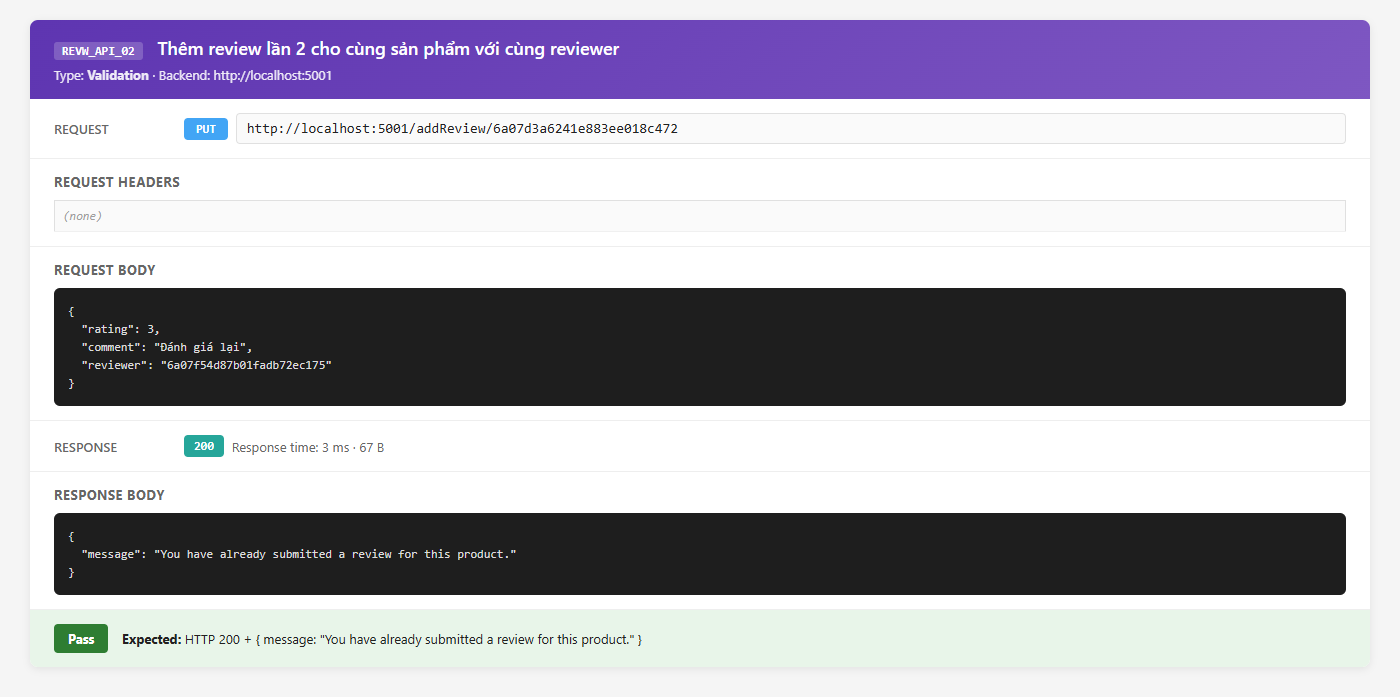 REVW_API_02 Thêm review lần 2 cho cùng sản phẩm với cùng reviewer
Type: Validation · Backend: http://localhost:5001
REQUEST PUT http://localhost:5001/addReview/6a07d3a6241e883ee018c472
REQUEST HEADERS
(none)
REQUEST BODY
{
"rating": 3,
"comment": "Đánh giá lại",
"reviewer": "6a07f54d87b01fadb72ec175"
}
RESPONSE 200 Response time: 3 ms · 67 B
RESPONSE BODY
{
"message": "You have already submitted a review for this product."
}
Pass Expected: HTTP 200 + { message: "You have already submitted a review for this product." }